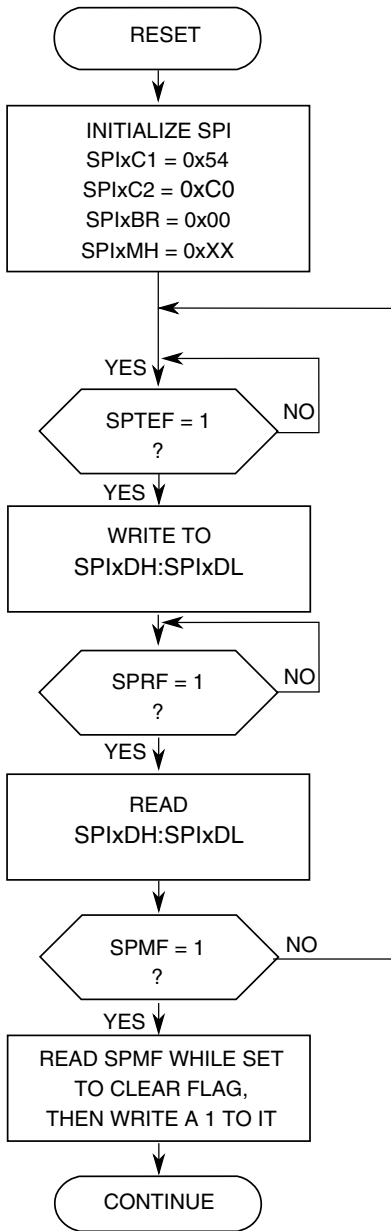 RESET
INITIALIZE SPI
SPIxC1 = 0x54
SPIxC2 = 0xC0
SPIxBR = 0x00
SPIxMH = 0xXX
YES
SPTEF = 1
?
NO
YES
WRITE TO
SPIxDH:SPIxDL
SPRF = 1
?
NO
YES
READ
SPIxDH:SPIxDL
SPMF = 1
?
NO
YES
READ SPMF WHILE SET
TO CLEAR FLAG,
THEN WRITE A 1 TO IT
CONTINUE